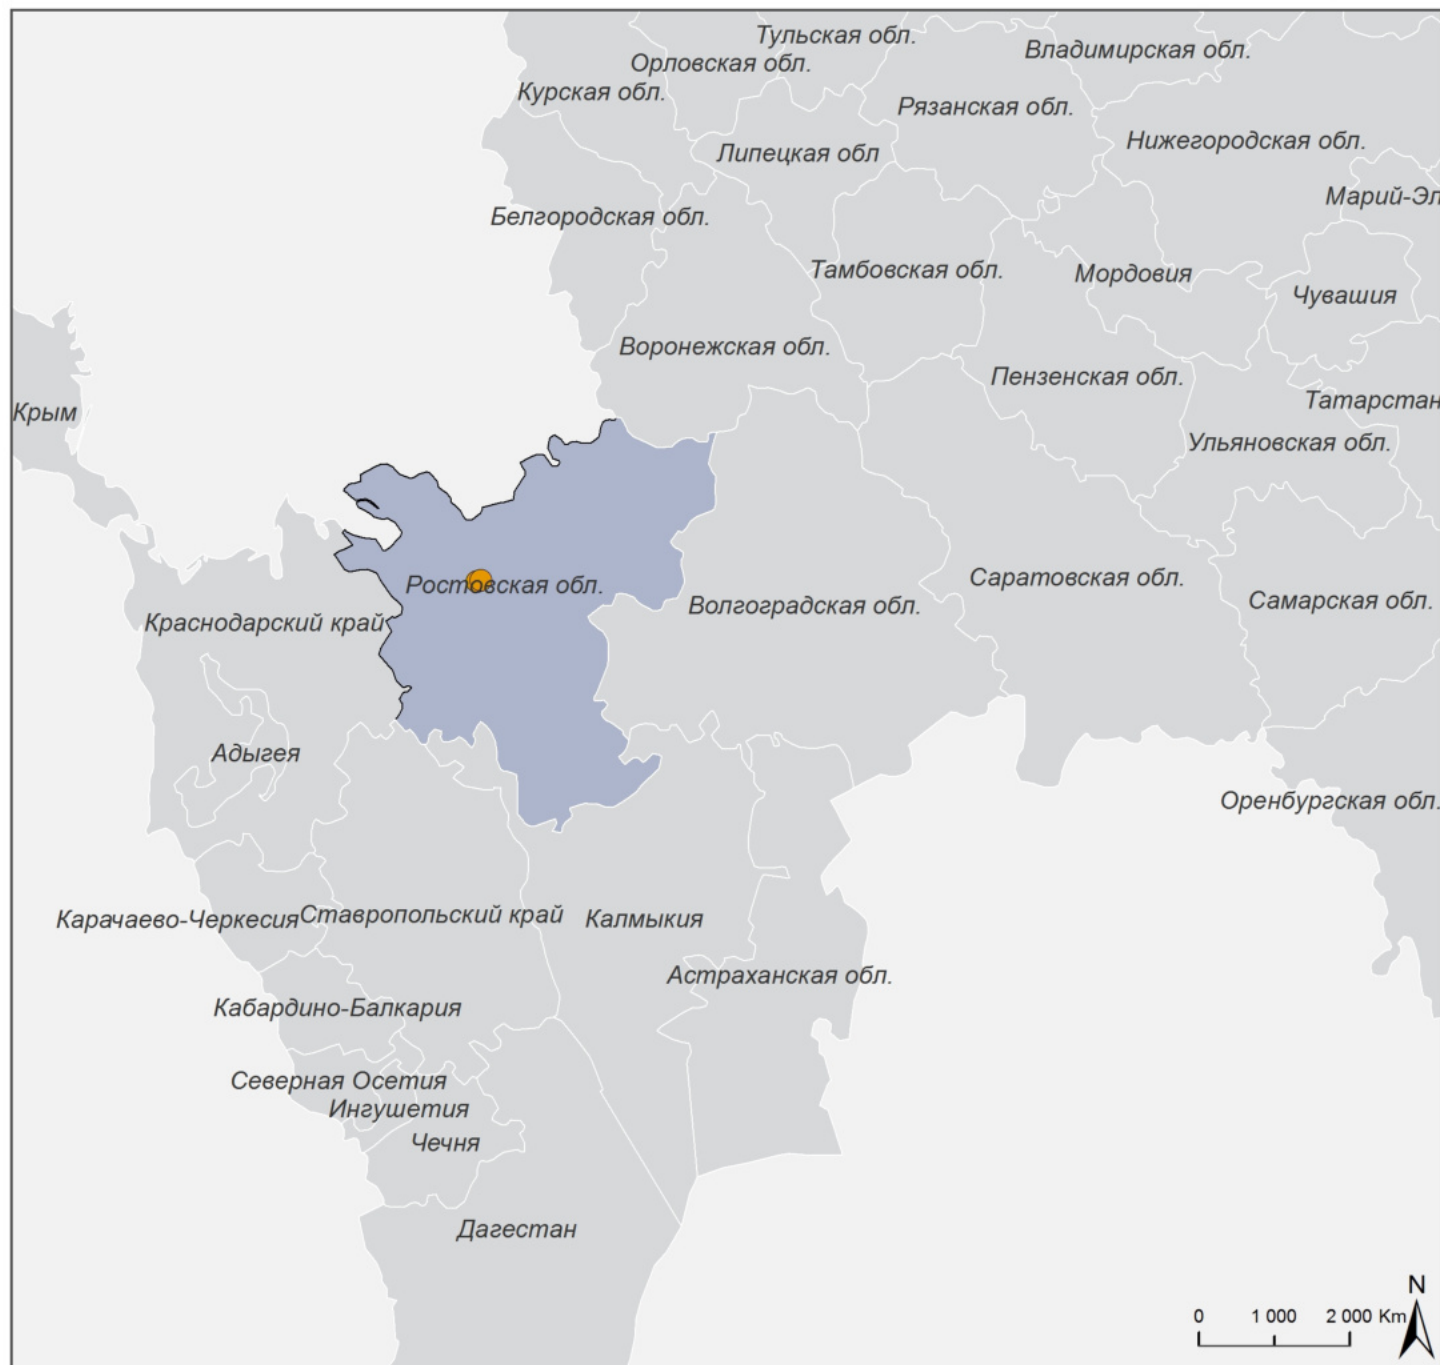 Тульская обл.
Орловская обл.
Владимирская обл.
Курская обл.
Рязанская обл.
Нижегородская обл.
Липецкая обл
Марий-Эл
Белгородская обл.
Тамбовская обл.
Мордовия
Чувашия
Воронежская обл.
Пензенская обл.
Татарстан
Крым
Ульяновская обл.
Ростовская обл.
Саратовская обл.
Волгоградская обл.
Самарская обл.
Краснодарский край
Адыгея
Оренбургская обл.
Карачаево-Черкесия
Ставропольский край
Калмыкия
Астраханская обл.
Кабардино-Балкария
Северная Осетия
Ингушетия
Чечня
Дагестан
N
0 1 000 2 000 Km